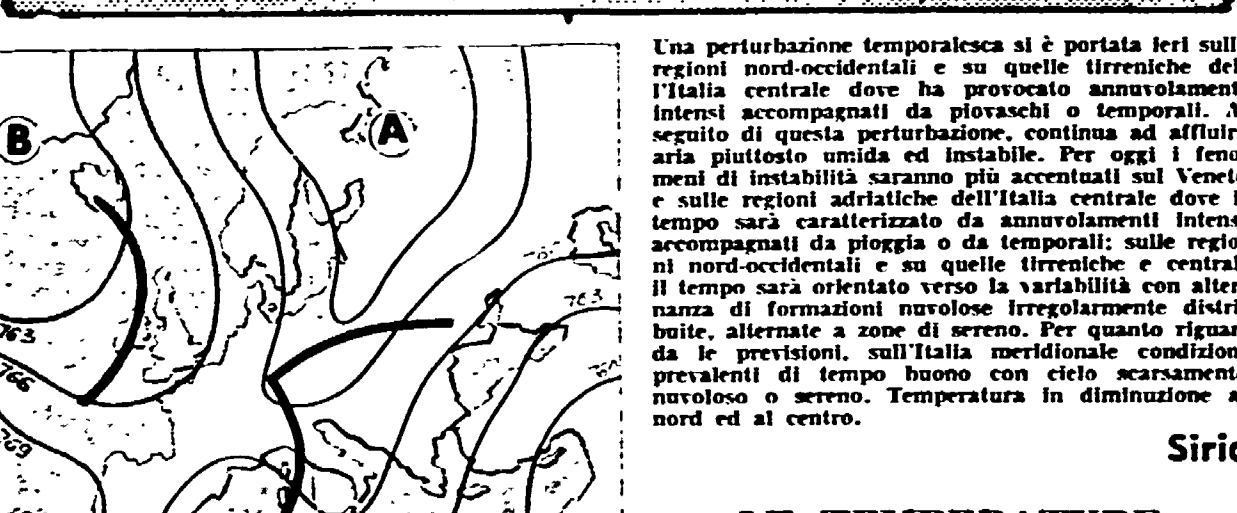 B
A
763
766
769
763
Una perturbazione temporalesca si è portata ieri sull
regioni nord-occidentali e su quelle tirreniche del
l'Italia centrale dove ha provocato annuvolament
intensi accompagnati da piovaschi o temporali. A
seguito di questa perturbazione, continua ad affluir
aria piuttosto umida ed instabile. Per oggi i feno
meni di instabilità saranno più accentuati sul Venet
e sulle regioni adriatiche dell'Italia centrale dove i
tempo sarà caratterizzato da annuvolamenti intens
accompagnati da pioggia o da temporali; sulle regio
ni nord-occidentali e su quelle tirreniche e central
il tempo sarà orientato verso la variabilità con alter
nanza di formazioni nuvolose irregolarmente distri
buite, alternate a zone di sereno. Per quanto riguar
da le previsioni, sull'Italia meridionale condizion
prevalenti di tempo buono con cielo scarsament
nuvoloso o sereno. Temperatura in diminuzione a
nord ed al centro.
Siric